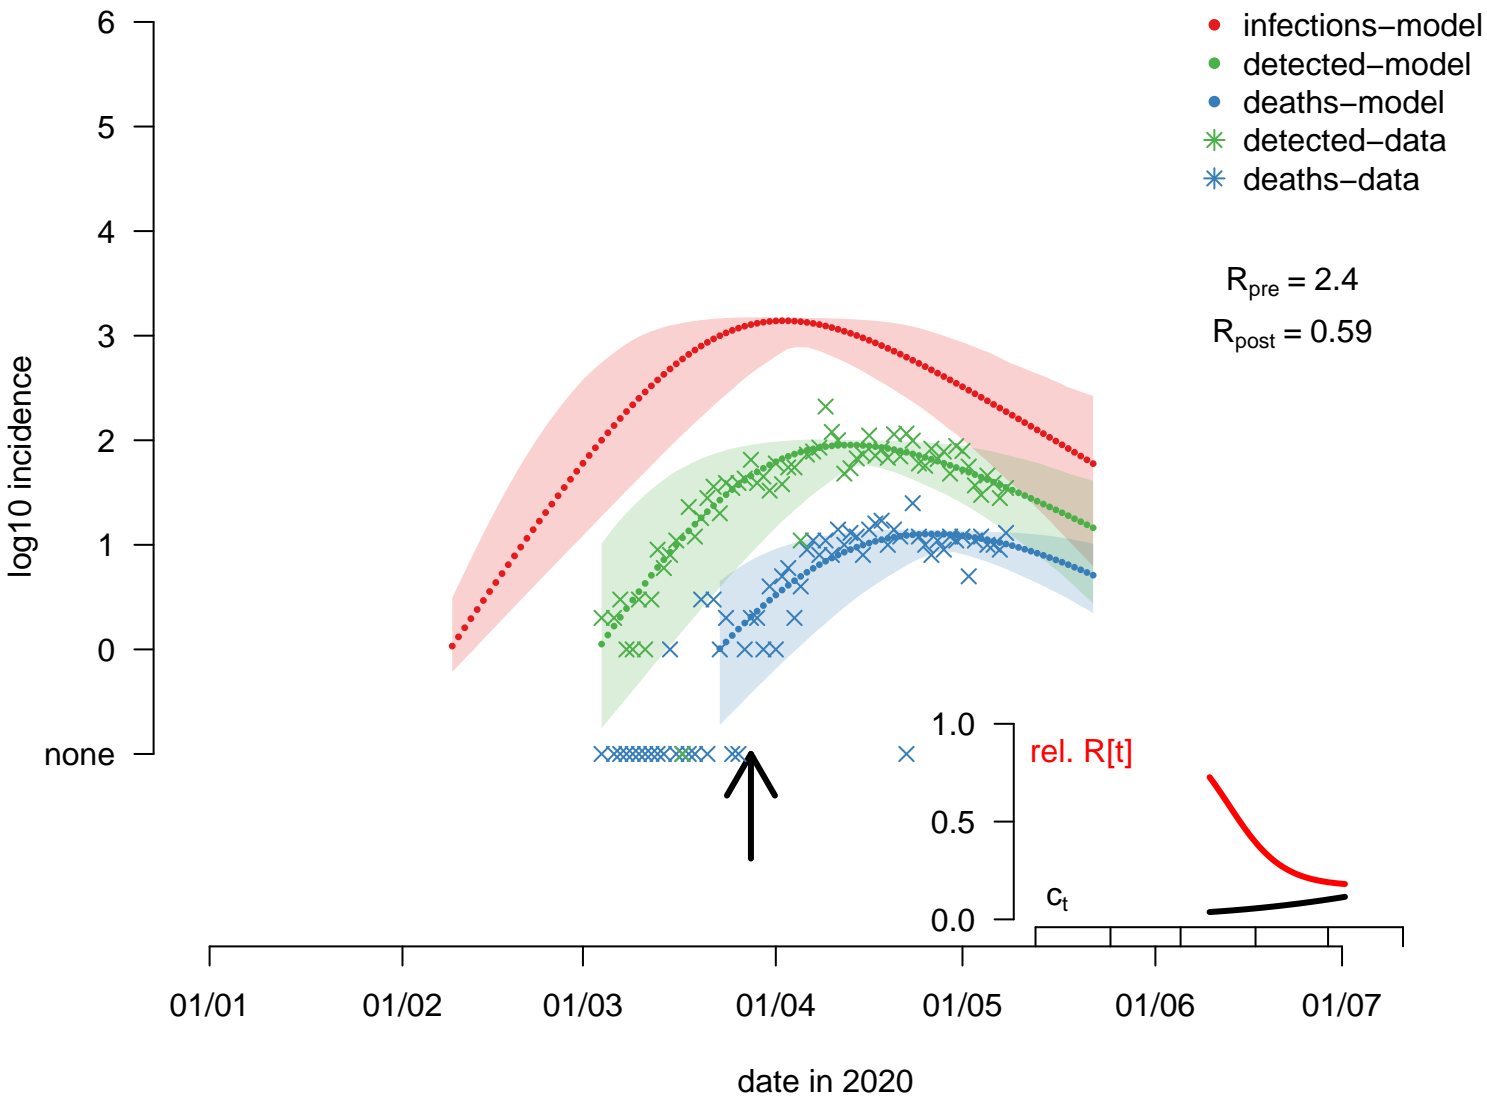 6
5
4
3
2
1
0
none
log10 incidence
infections−model
detected−model
deaths−model
detected−data
deaths−data
Rpre = 2.4
Rpost = 0.59
1.0
0.5
0.0
rel. R[t]
ct
01/01 01/02 01/03 01/04 01/05 01/06 01/07
date in 2020